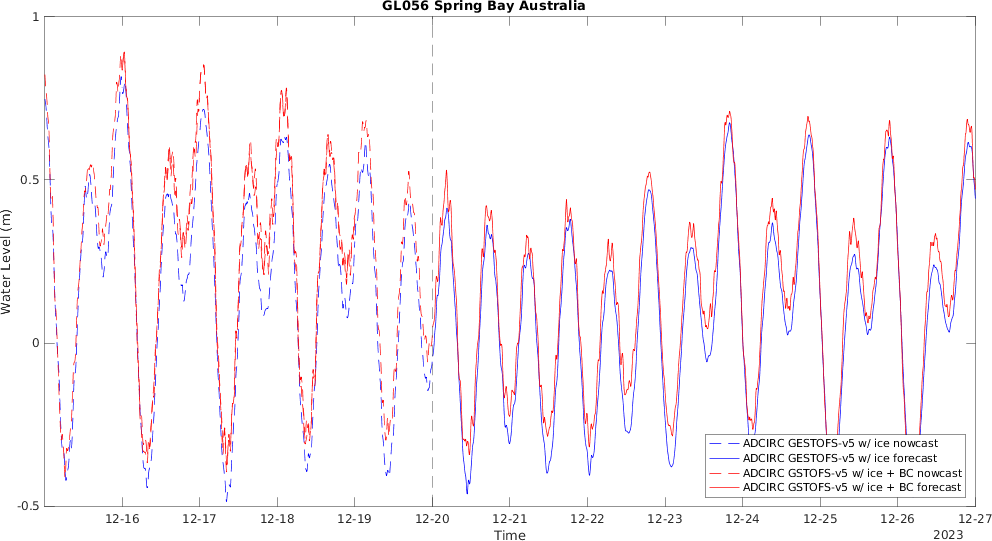 GL056 Spring Bay Australia
1
0.5
0
-0.5
Water Level (m)
12-16 12-17 12-18 12-19 12-20 12-21 12-22 12-23 12-24 12-25 12-26 12-27
Time
2023
ADCIRC GESTOFS-v5 w/ ice nowcast
ADCIRC GESTOFS-v5 w/ ice forecast
ADCIRC GSTOFS-v5 w/ ice + BC nowcast
ADCIRC GSTOFS-v5 w/ ice + BC forecast